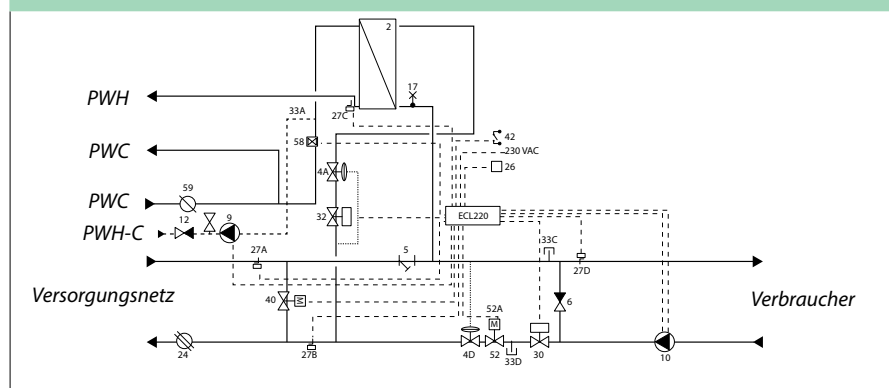 2
17
PWH
33A
27C
42
58
230 VAC
PWC
4A
26
59
PWC
12
9
32
ECL220
PWH-C
27A
5
33C
27D
Versorgungsnetz
40
M
52A
M
6
Verbraucher
24
27B
4D
52
33D
30
10